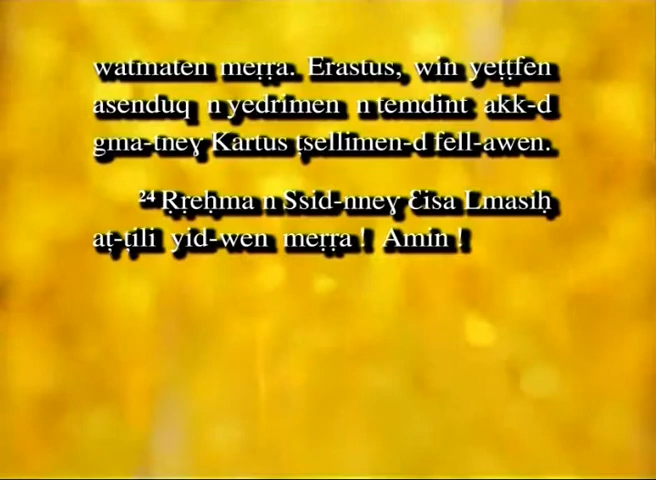 watmaten meṛṛa. Erastus, win yeṭṭfen
asenduq n yedrimen n temdint akk-d
gma-tneɣ Kartus ṭsellimen-d fell-awen.
²⁴ Ṛṛeḥma n Ssid-nneɣ Ɛisa Lmasiḥ
aṭ-ṭili yid-wen meṛṛa ! Amin !